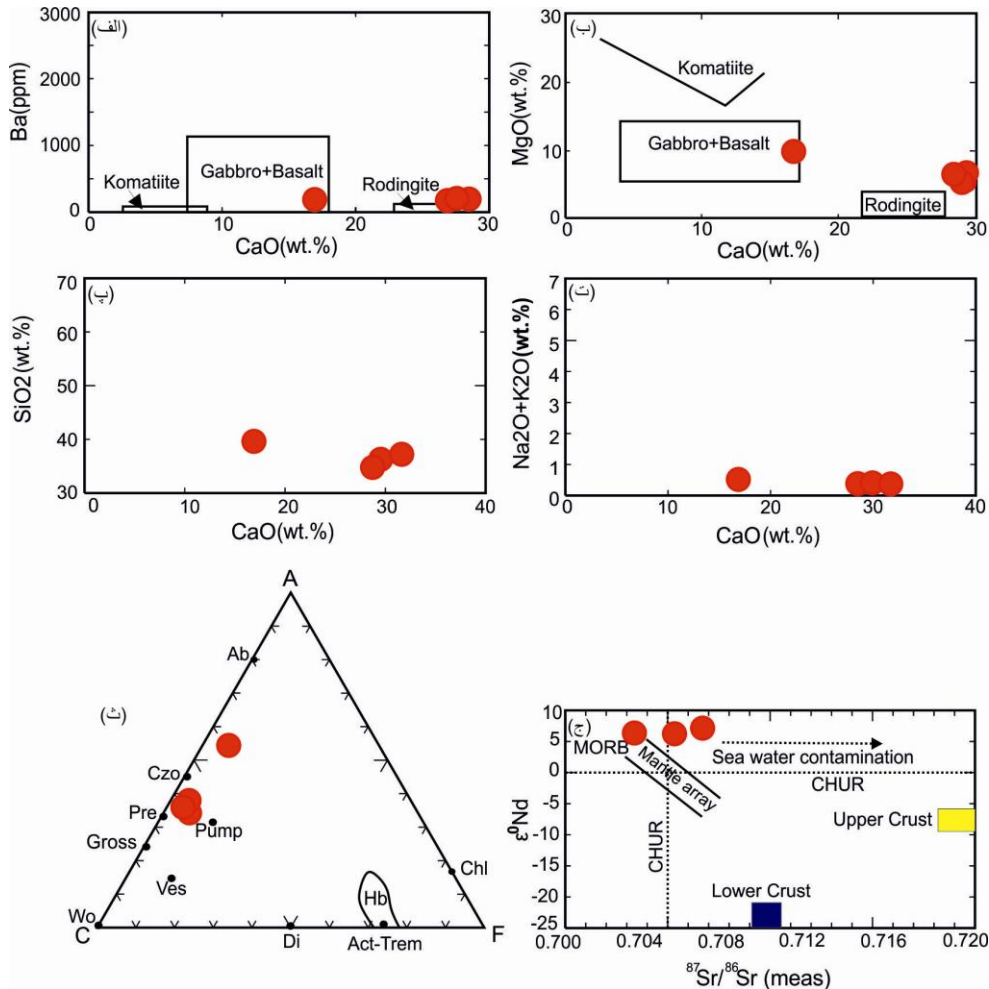 (الف)
Ba(ppm)
3000
2000
1000
0
Komatiite
Gabbro+Basalt
Rodingite
0 10 20 30
CaO(wt.%)
(ب)
MgO(wt.%)
30
20
10
0
Komatiite
Gabbro+Basalt
Rodingite
0 10 20 30
CaO(wt.%)
(پ)
SiO2(wt.%)
70
60
50
40
30
0 10 20 30 40
CaO(wt.%)
(ت)
Na2O+K2O(wt.%)
7
6
5
4
3
2
1
0
0 10 20 30 40
CaO(wt.%)
(ث)
A
Ab
Czo
Pre
Pump
Gross
Ves
Chl
Hb
Wo
C
Di
Act-Trem
F
(ج)
ε⁰Nd
10
5
0
-5
-10
-15
-20
-25
MORB
Mantle array
Sea water contamination
CHUR
CHUR
Upper Crust
Lower Crust
0.700 0.704 0.708 0.712 0.716 0.720
⁸⁷Sr/⁸⁶Sr (meas)